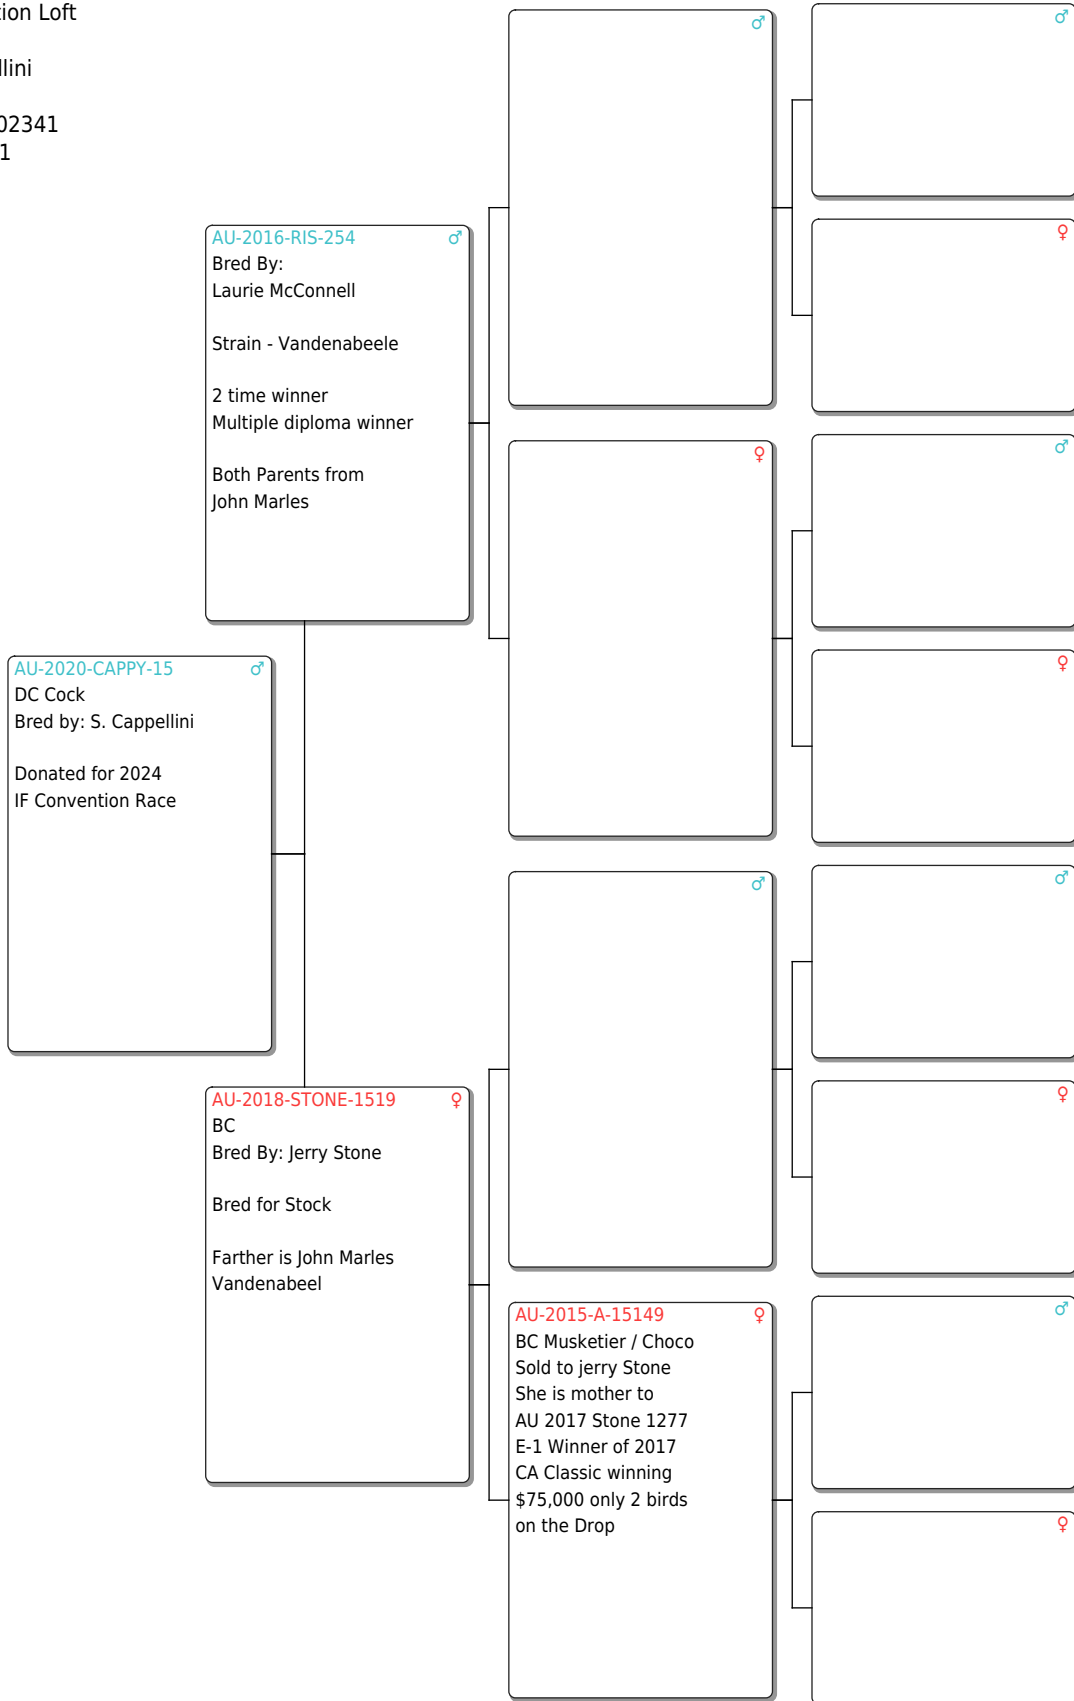 tion Loft
llini
02341
1
AU-2020-CAPPY-15 ♂
DC Cock
Bred by: S. Cappellini
Donated for 2024
IF Convention Race
AU-2016-RIS-254 ♂
Bred By:
Laurie McConnell
Strain - Vandenabeele
2 time winner
Multiple diploma winner
Both Parents from
John Marles
AU-2018-STONE-1519 ♀
BC
Bred By: Jerry Stone
Bred for Stock
Farther is John Marles
Vandenabeel
♂
♀
♂
AU-2015-A-15149 ♀
BC Musketier / Choco
Sold to jerry Stone
She is mother to
AU 2017 Stone 1277
E-1 Winner of 2017
CA Classic winning
$75,000 only 2 birds
on the Drop
♂
♀
♂
♀
♂
♀
♂
♀